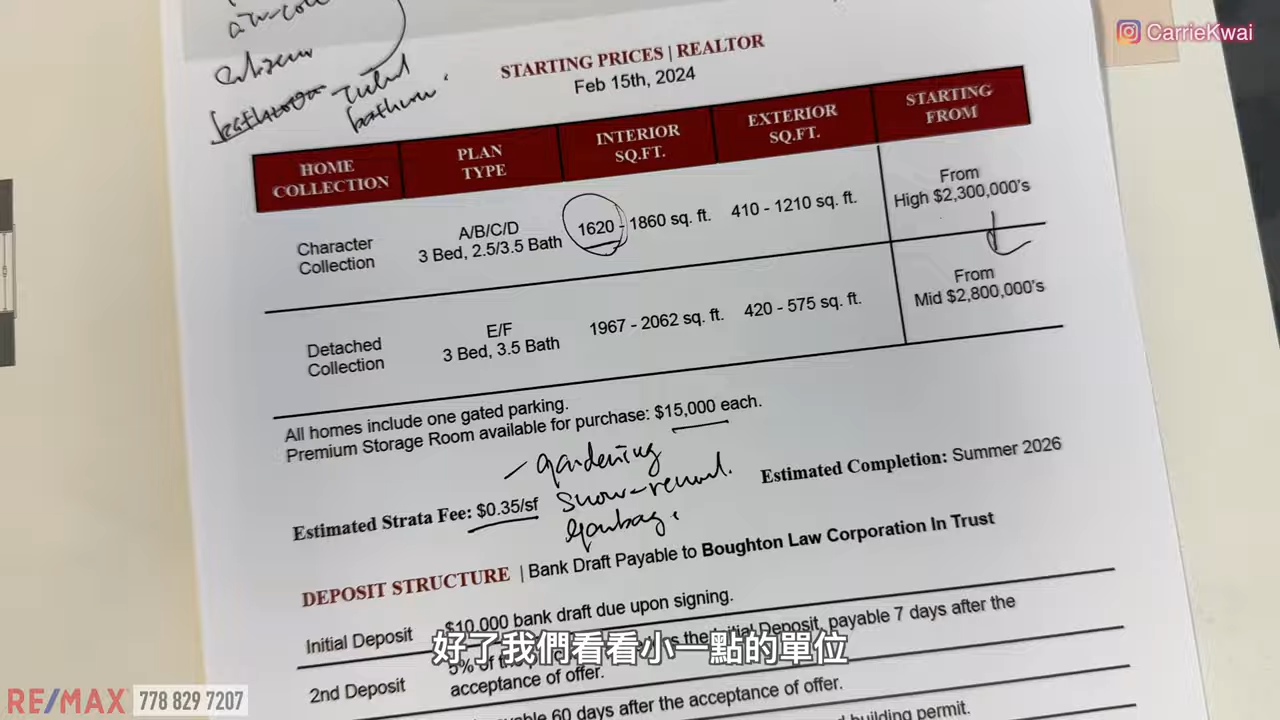 CarrieKwai
STARTING PRICES | REALTOR
Feb 15th, 2024
HOME COLLECTION
PLAN TYPE
INTERIOR SQ.FT.
EXTERIOR SQ.FT.
STARTING FROM
Character Collection
A/B/C/D
3 Bed, 2.5/3.5 Bath
1620 - 1860 sq. ft.
410 - 1210 sq. ft.
From
High $2,300,000's
Detached Collection
E/F
3 Bed, 3.5 Bath
1967 - 2062 sq. ft.
420 - 575 sq. ft.
From
Mid $2,800,000's
All homes include one gated parking.
Premium Storage Room available for purchase: $15,000 each.
- gardening
Estimated Strata Fee: $0.35/sf
Estimated Completion: Summer 2026
DEPOSIT STRUCTURE | Bank Draft Payable to Boughton Law Corporation In Trust
Initial Deposit
$10,000 bank draft due upon signing.
2nd Deposit
5% of the Initial Deposit, payable 7 days after the
acceptance of offer.
60 days after the acceptance of offer.
building permit.
好了我們看看小一點的單位
RE/MAX 778 829 7207